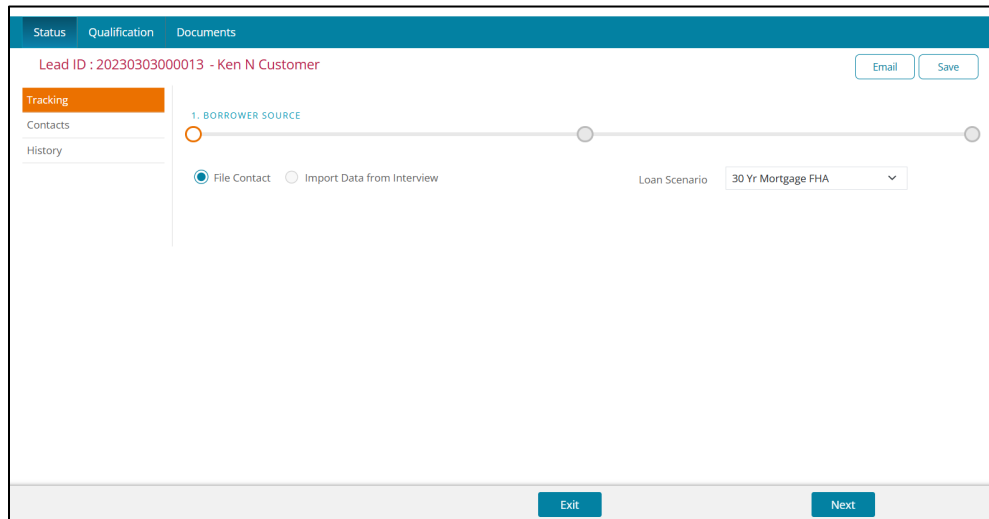 Status Qualification Documents
Lead ID : 20230303000013 - Ken N Customer
Email Save
Tracking
Contacts
History
1. BORROWER SOURCE
File Contact Import Data from Interview
Loan Scenario 30 Yr Mortgage FHA
Exit Next